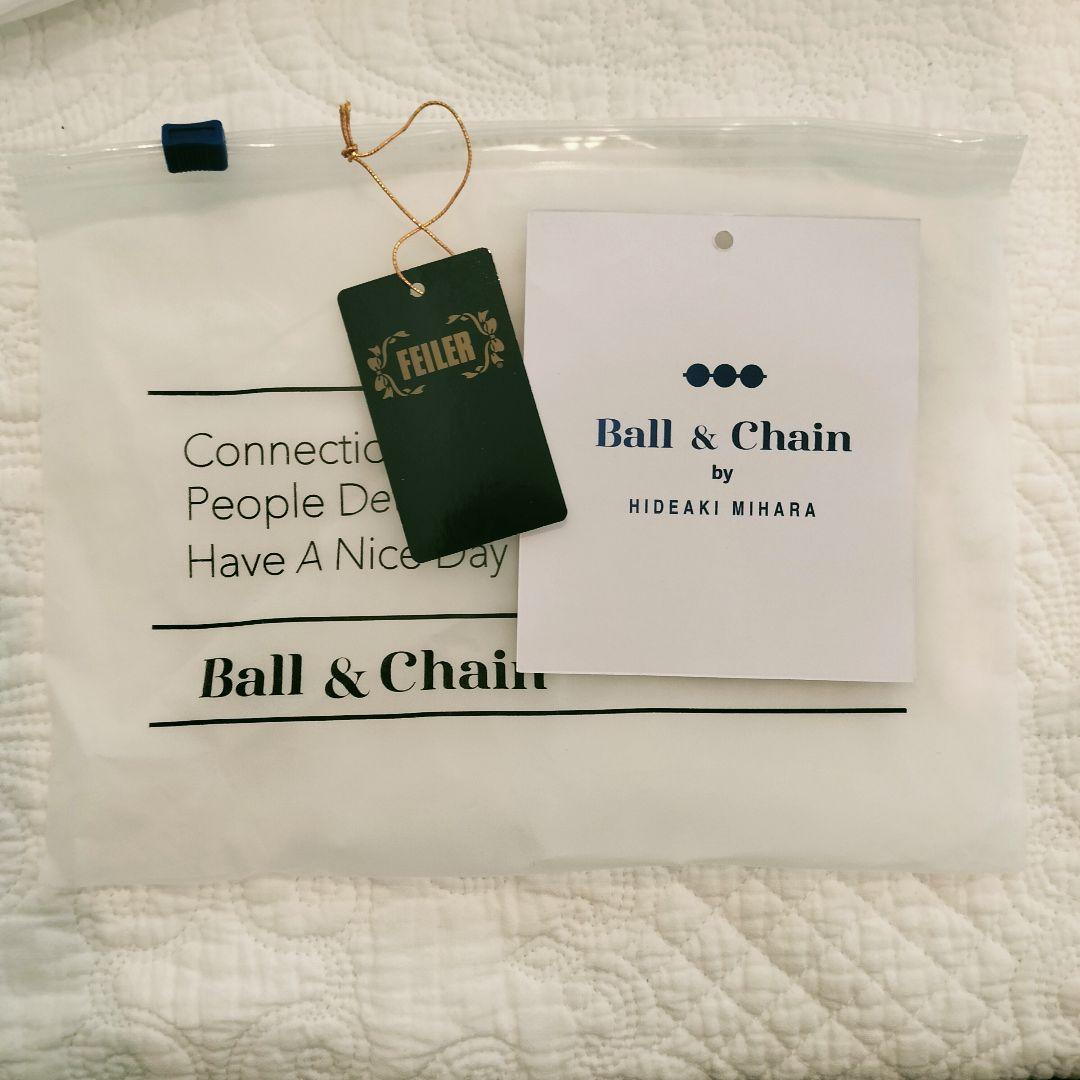 FEILER
Ball & Chain
by
HIDEAKI MIHARA
Connectio
People De
Have A Nice Day
Ball & Chain